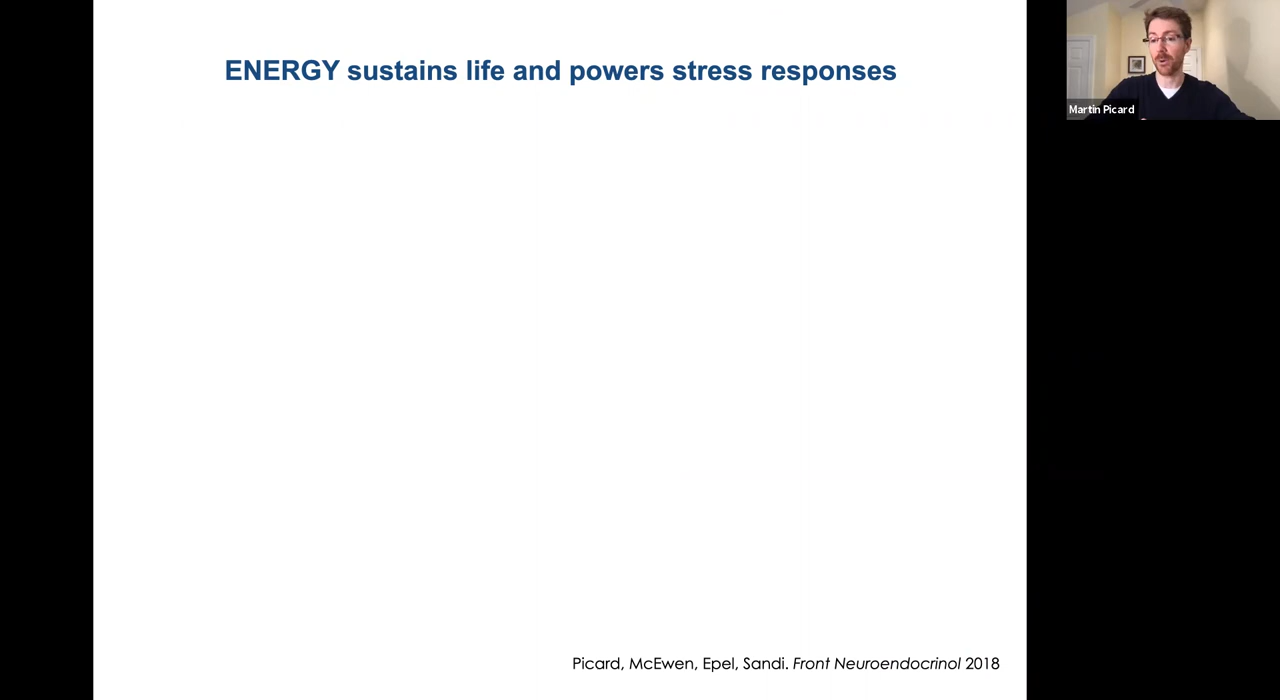 ENERGY sustains life and powers stress responses
Martin Picard
Picard, McEwen, Epel, Sandi. Front Neuroendocrinol 2018